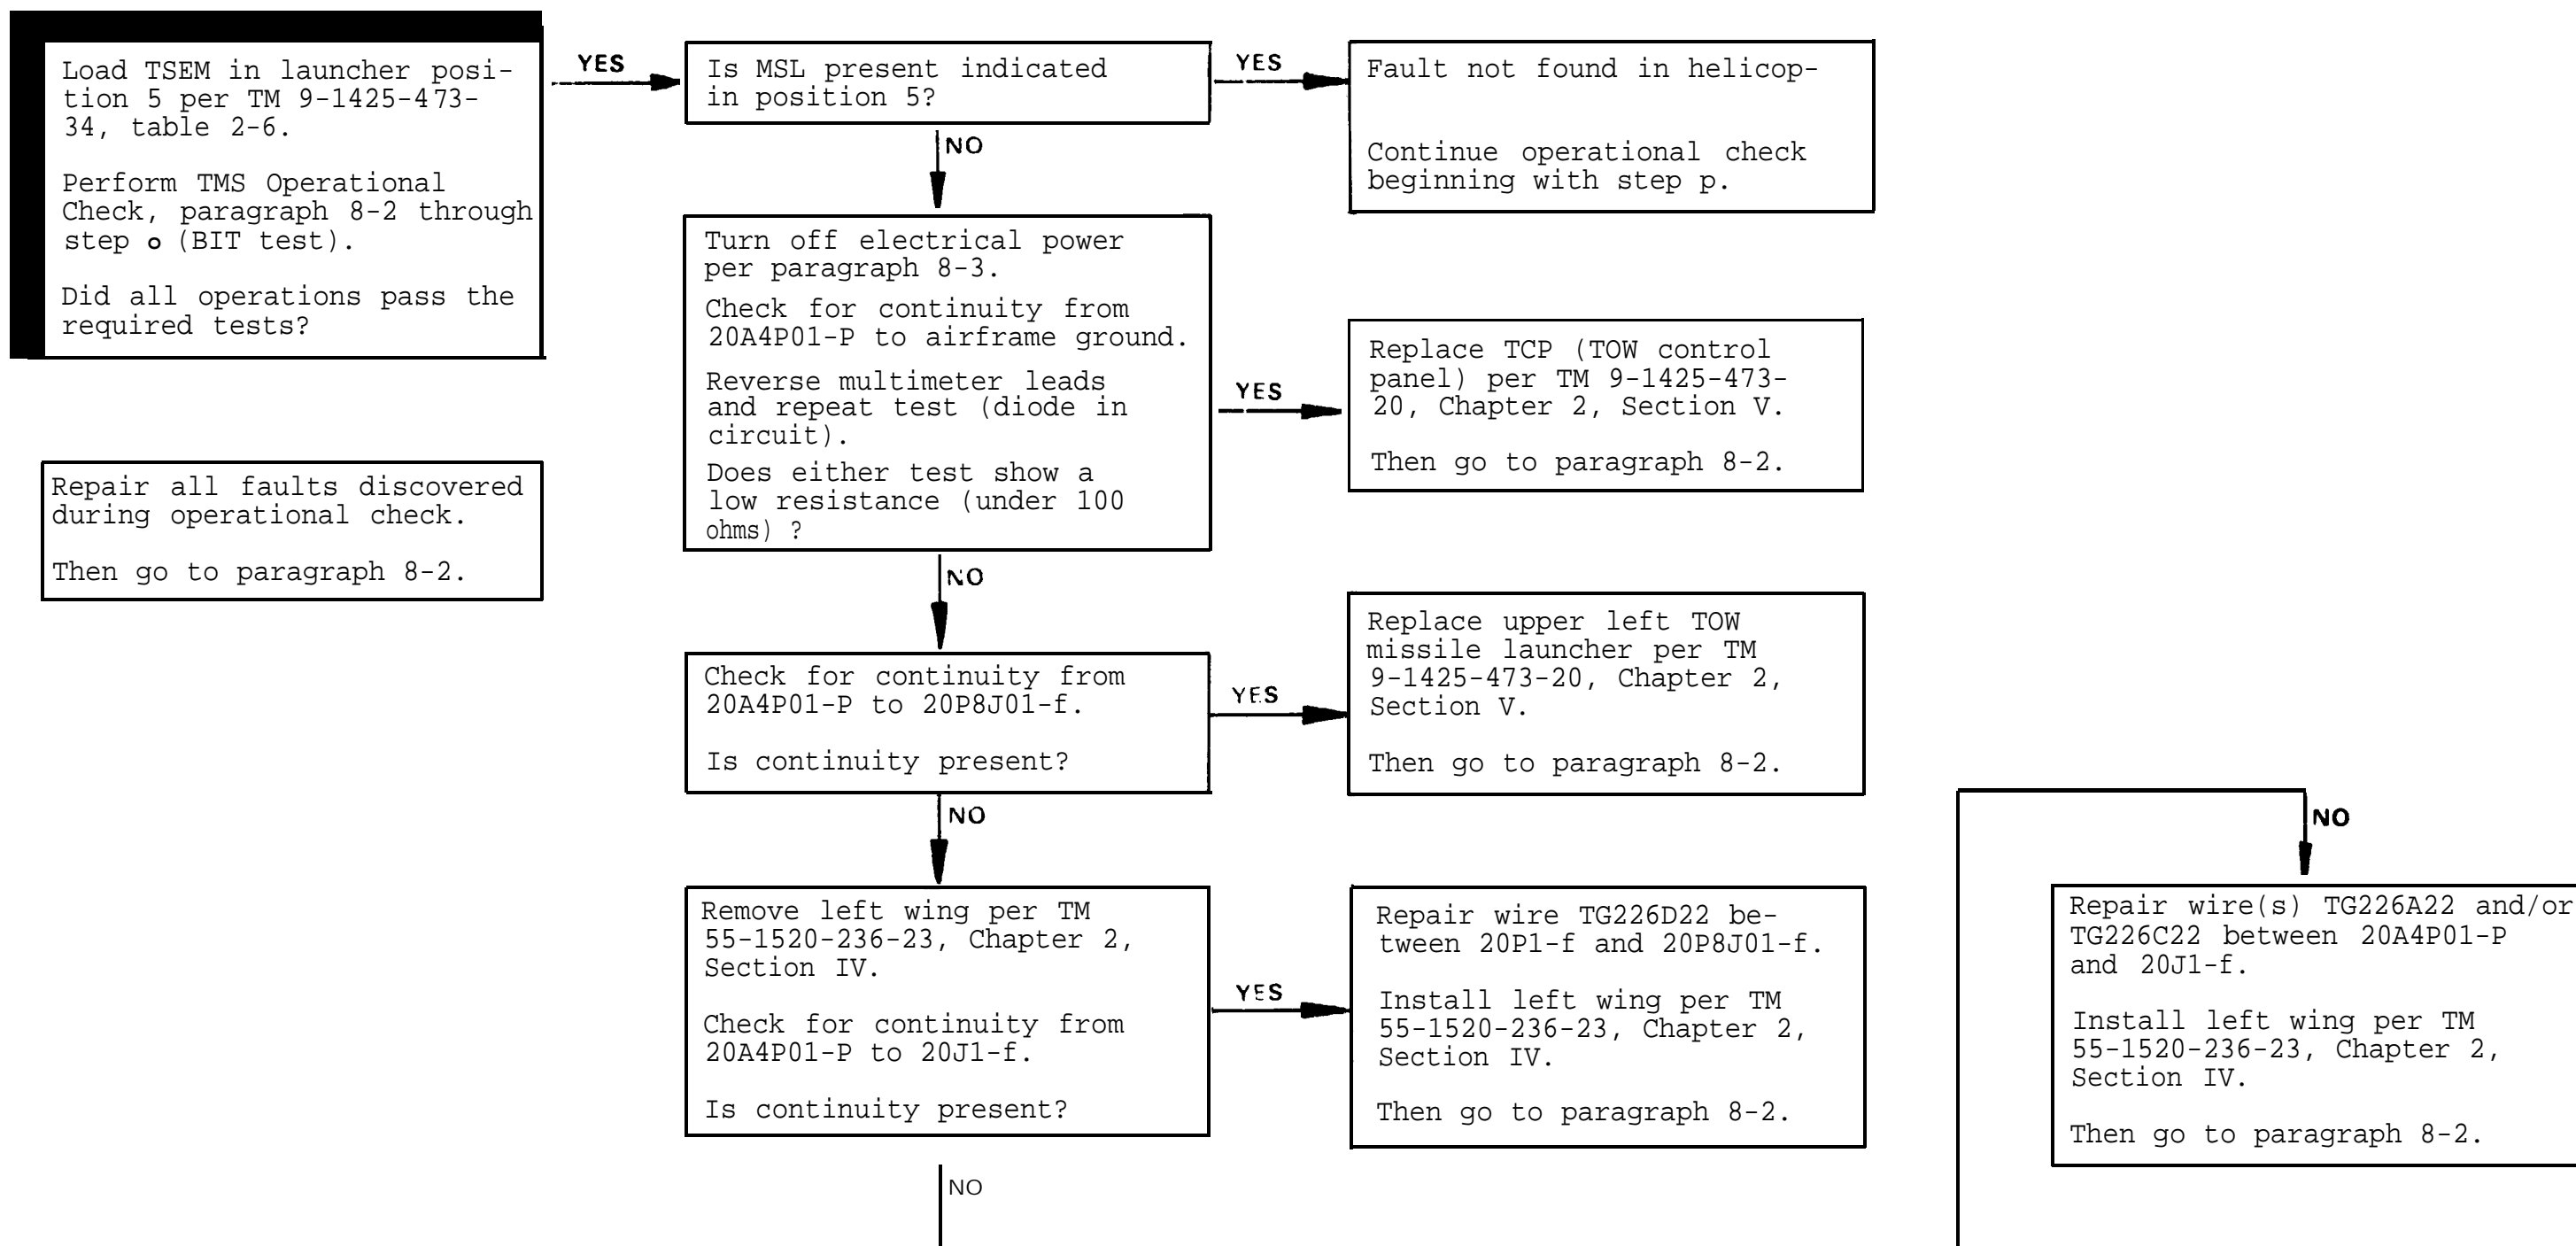 Load TSEM in launcher posi-
tion 5 per TM 9-1425-473-
34, table 2-6.
Perform TMS Operational
Check, paragraph 8-2 through
step o (BIT test).
Did all operations pass the
required tests?
YES
Is MSL present indicated
in position 5?
YES
Fault not found in helicop-
Continue operational check
beginning with step p.
NO
Turn off electrical power
per paragraph 8-3.
Check for continuity from
20A4P01-P to airframe ground.
Reverse multimeter leads
and repeat test (diode in
circuit).
Does either test show a
low resistance (under 100
ohms) ?
YES
Replace TCP (TOW control
panel) per TM 9-1425-473-
20, Chapter 2, Section V.
Then go to paragraph 8-2.
Repair all faults discovered
during operational check.
Then go to paragraph 8-2.
NO
Check for continuity from
20A4P01-P to 20P8J01-f.
Is continuity present?
YES
Replace upper left TOW
missile launcher per TM
9-1425-473-20, Chapter 2,
Section V.
Then go to paragraph 8-2.
NO
Remove left wing per TM
55-1520-236-23, Chapter 2,
Section IV.
Check for continuity from
20A4P01-P to 20J1-f.
Is continuity present?
YES
Repair wire TG226D22 be-
tween 20P1-f and 20P8J01-f.
Install left wing per TM
55-1520-236-23, Chapter 2,
Section IV.
Then go to paragraph 8-2.
NO
NO
Repair wire(s) TG226A22 and/or
TG226C22 between 20A4P01-P
and 20J1-f.
Install left wing per TM
55-1520-236-23, Chapter 2,
Section IV.
Then go to paragraph 8-2.